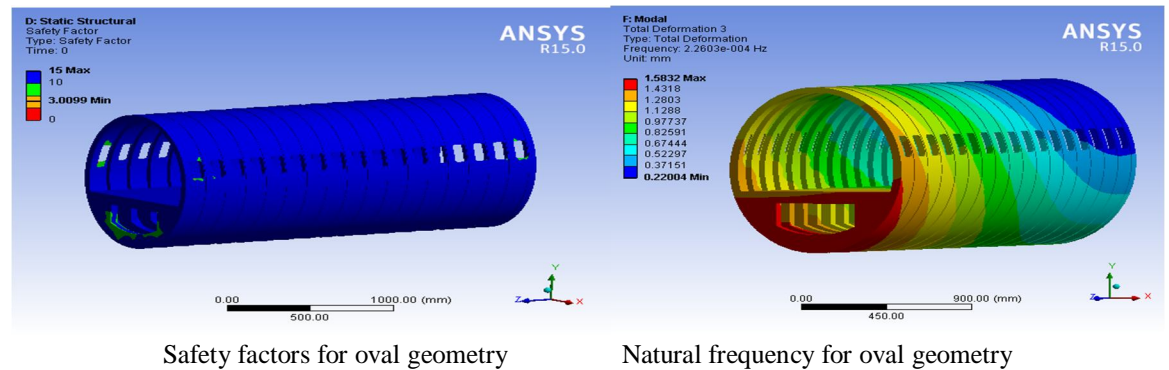 D: Static Structural
Safety Factor
Type: Safety Factor
Time: 0
ANSYS
R15.0
15 Max
10
3.0099 Min
0
0.00
1000.00 (mm)
500.00
Y
Z
X
F: Modal
Total Deformation 3
Type: Total Deformation
Frequency: 2.2603e-004 Hz
Unit: mm
ANSYS
R15.0
1.5832 Max
1.4318
1.2803
1.1288
0.97737
0.82591
0.67444
0.52297
0.37151
0.22004 Min
0.00
900.00 (mm)
450.00
Y
Z
X
Safety factors for oval geometry
Natural frequency for oval geometry